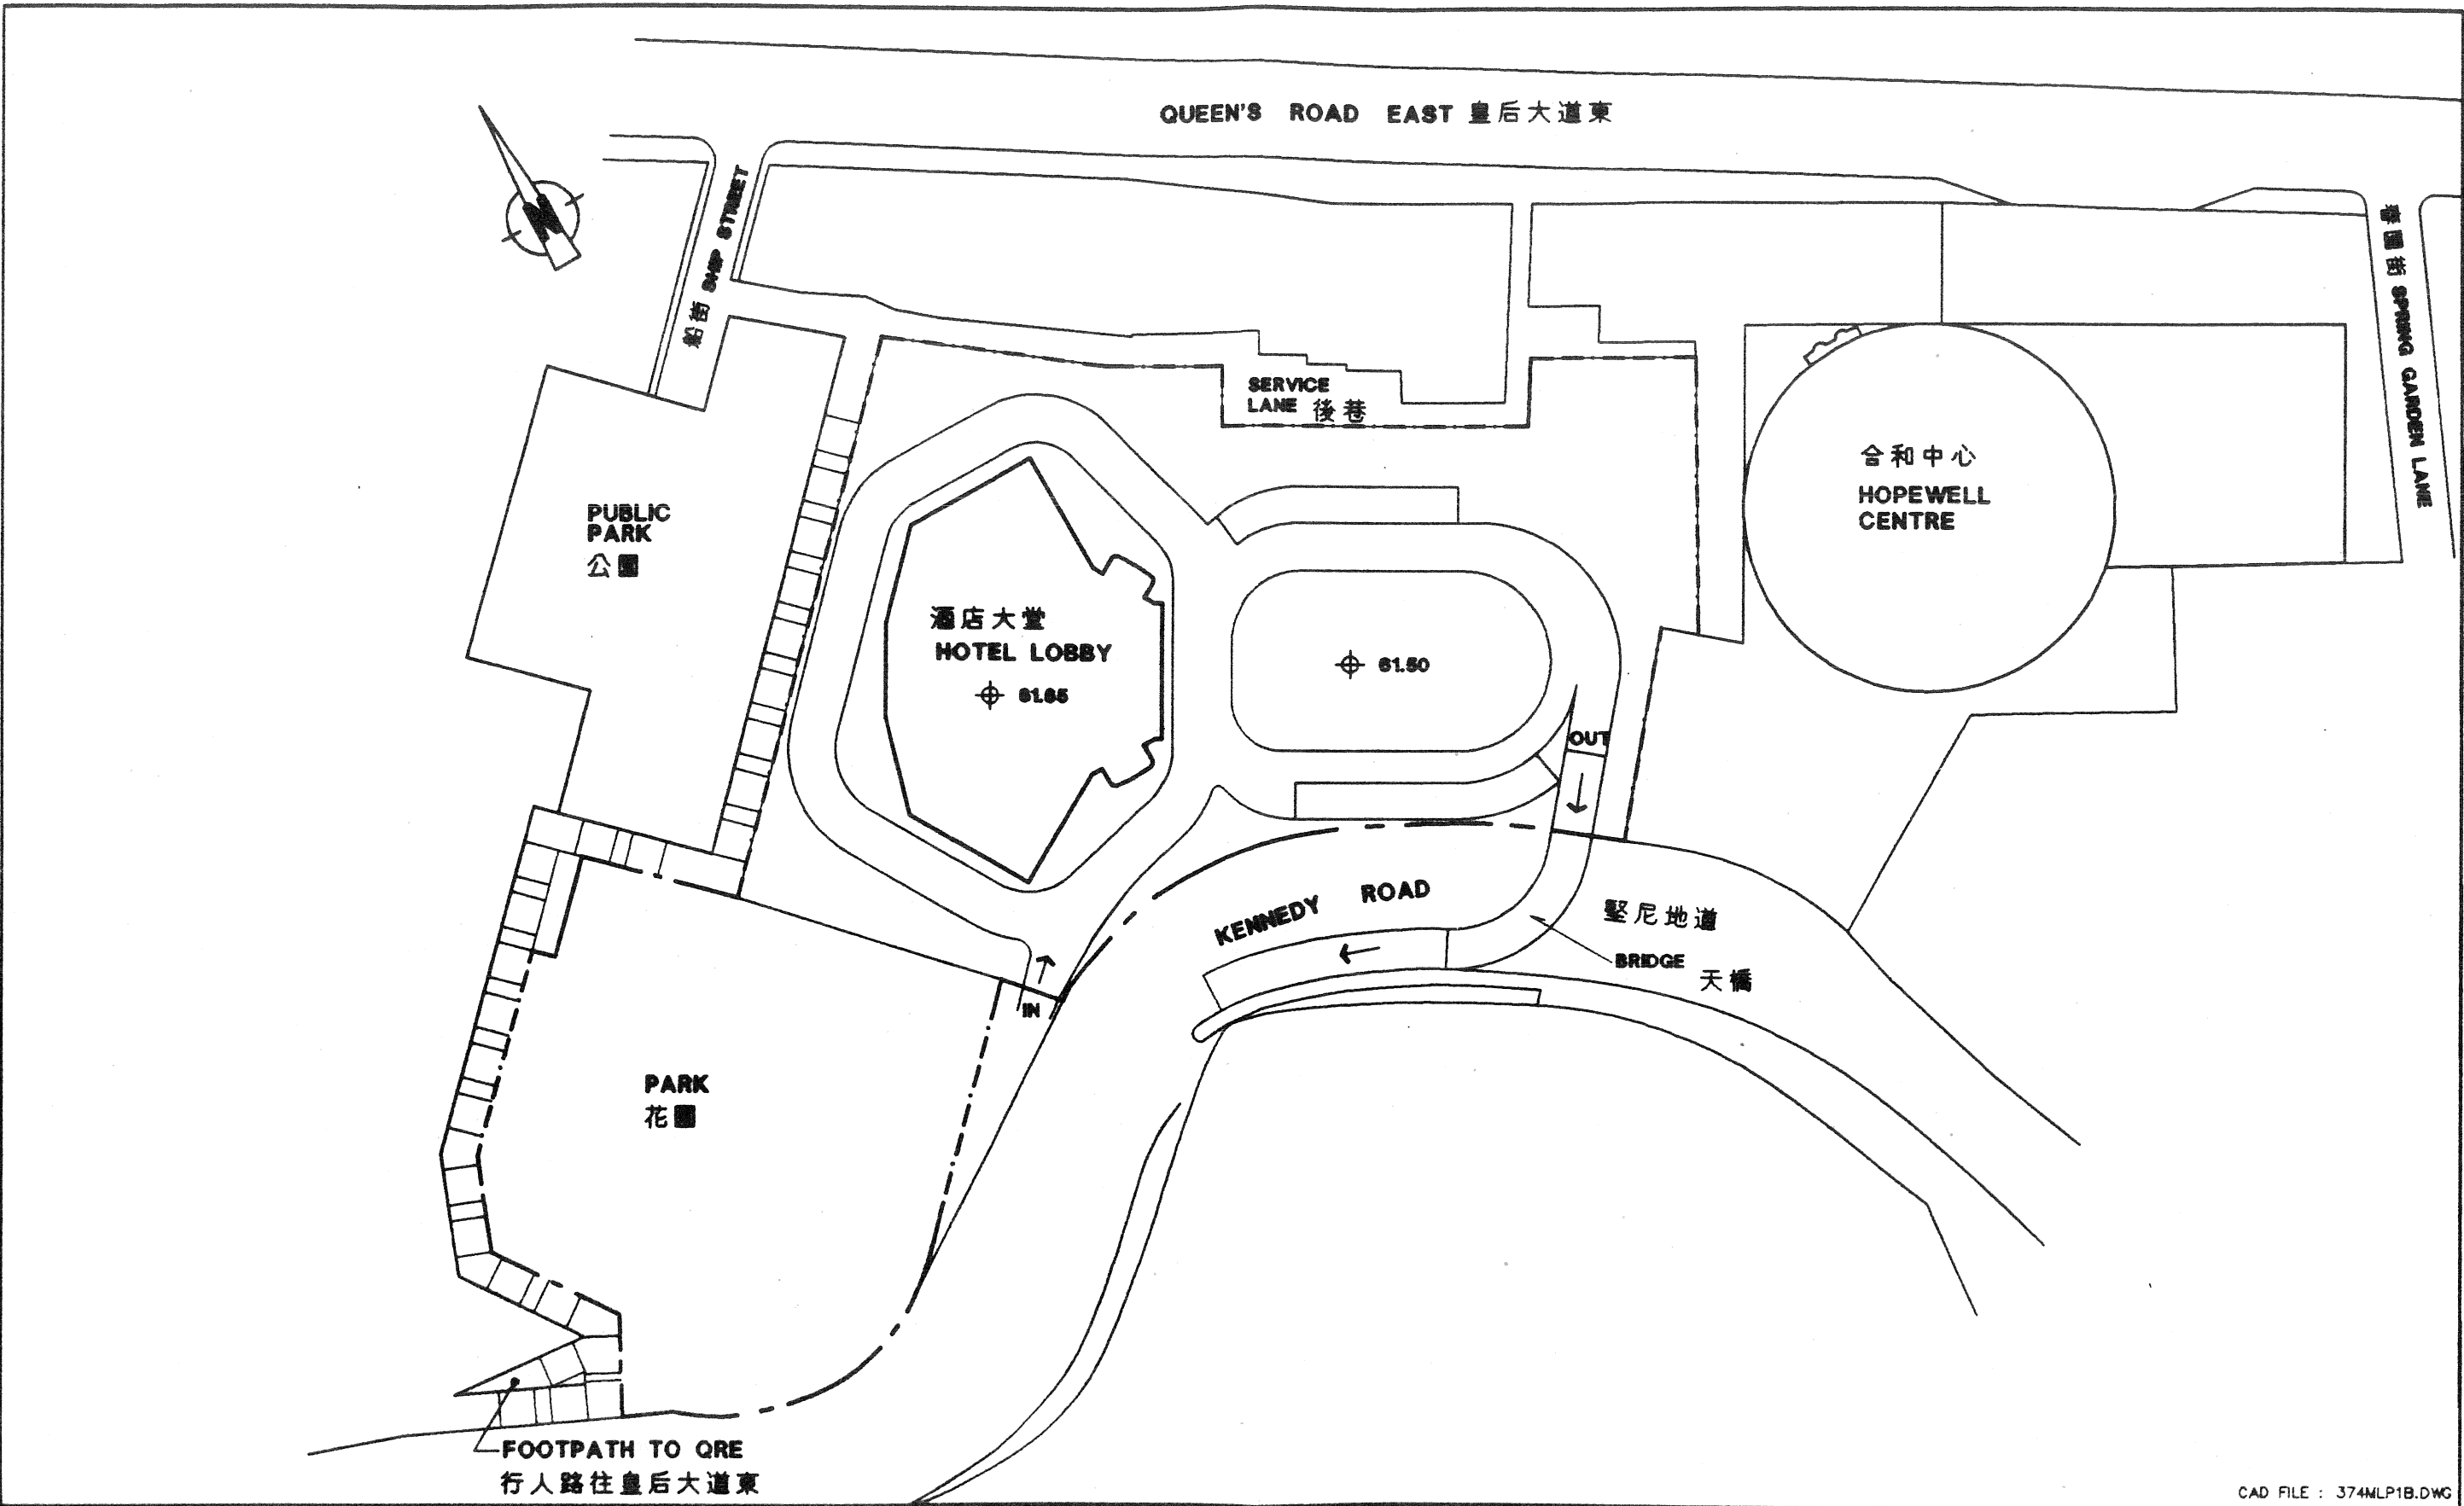 QUEEN'S ROAD EAST 皇后大道東
N
船街 SHIP STREET
春園街 SPRING GARDEN LANE
SERVICE
LANE 後巷
合和中心
HOPEWELL
CENTRE
PUBLIC
PARK
公園
酒店大堂
HOTEL LOBBY
61.65
61.50
OUT
KENNEDY ROAD
堅尼地道
BRIDGE
天橋
IN
PARK
花園
FOOTPATH TO QRE
行人路往皇后大道東
CAD FILE : 374MLP1B.DWG